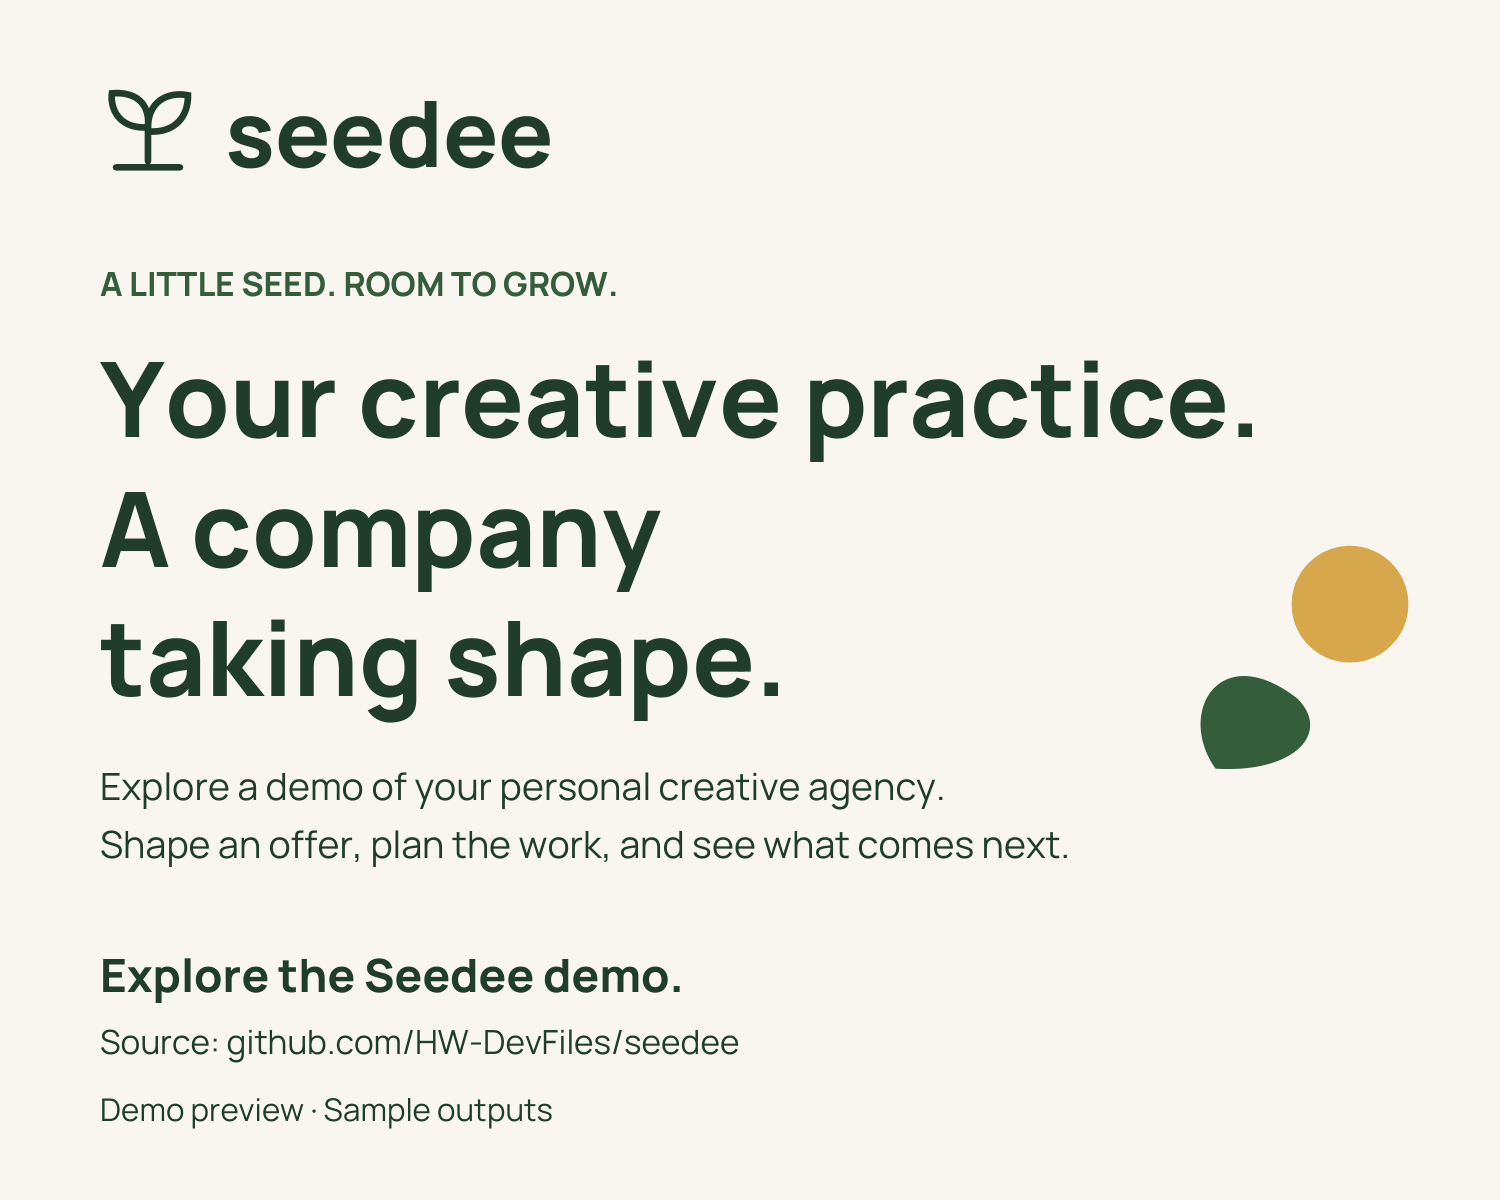 seedee
A LITTLE SEED. ROOM TO GROW.
Your creative practice.
A company
taking shape.
Explore a demo of your personal creative agency.
Shape an offer, plan the work, and see what comes next.
Explore the Seedee demo.
Source: github.com/HW-DevFiles/seedee
Demo preview · Sample outputs